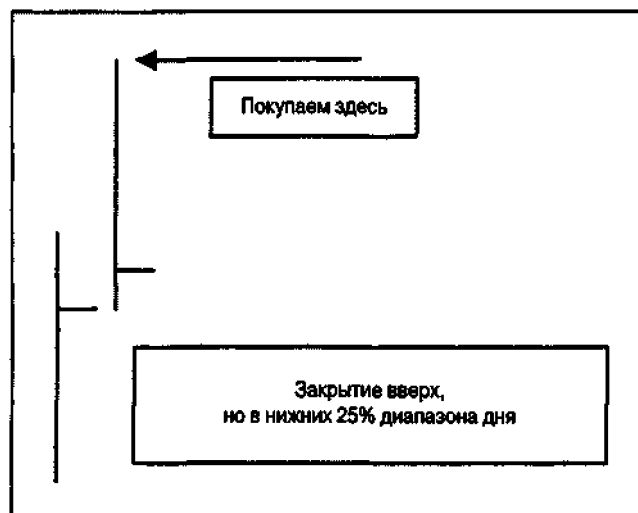 Покупаем здесь
Закрытие вверх,
но в нижних 25% диапазона дня